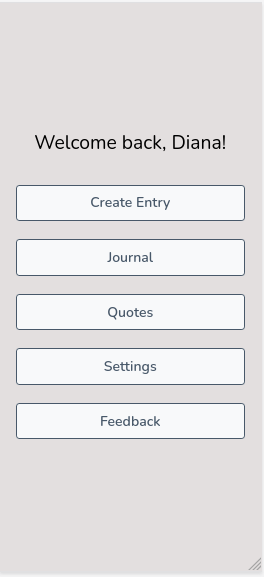 Welcome back, Diana!
Create Entry
Journal
Quotes
Settings
Feedback